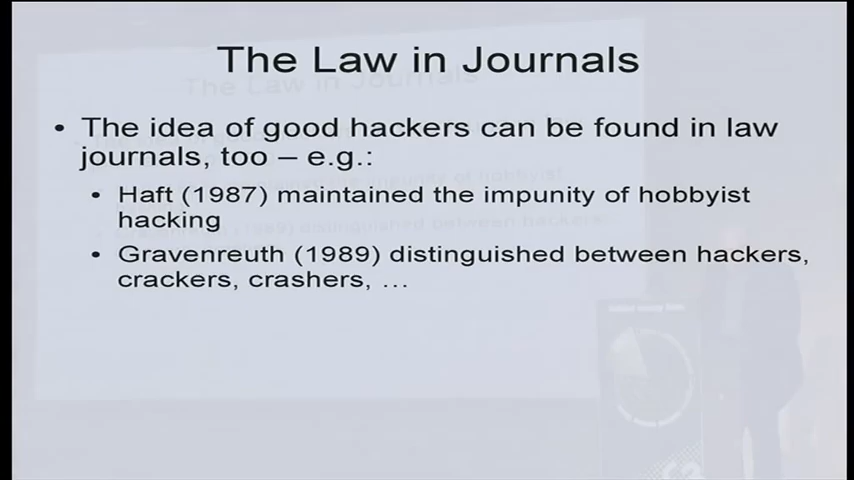 The Law in Journals
• The idea of good hackers can be found in law
journals, too – e.g.:
• Haft (1987) maintained the impunity of hobbyist
hacking
• Gravenreuth (1989) distinguished between hackers,
crackers, crashers, …